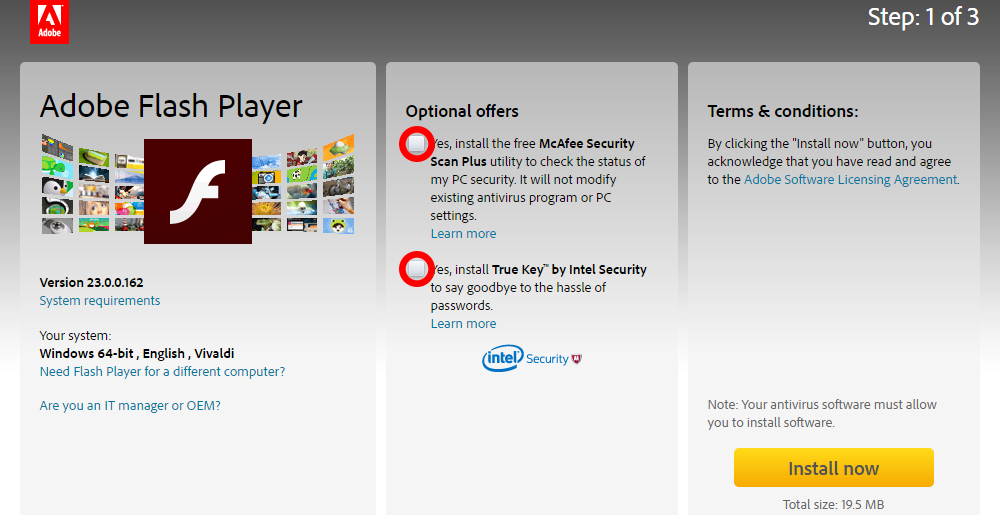 Adobe
Step: 1 of 3
Adobe Flash Player
Version 23.0.0.162
System requirements
Your system:
Windows 64-bit , English , Vivaldi
Need Flash Player for a different computer?
Are you an IT manager or OEM?
Optional offers
Yes, install the free McAfee Security
Scan Plus utility to check the status of
my PC security. It will not modify
existing antivirus program or PC
settings.
Learn more
Yes, install True Key™ by Intel Security
to say goodbye to the hassle of
passwords.
Learn more
intel Security
Terms & conditions:
By clicking the "Install now" button, you
acknowledge that you have read and agree
to the Adobe Software Licensing Agreement.
Note: Your antivirus software must allow
you to install software.
Install now
Total size: 19.5 MB